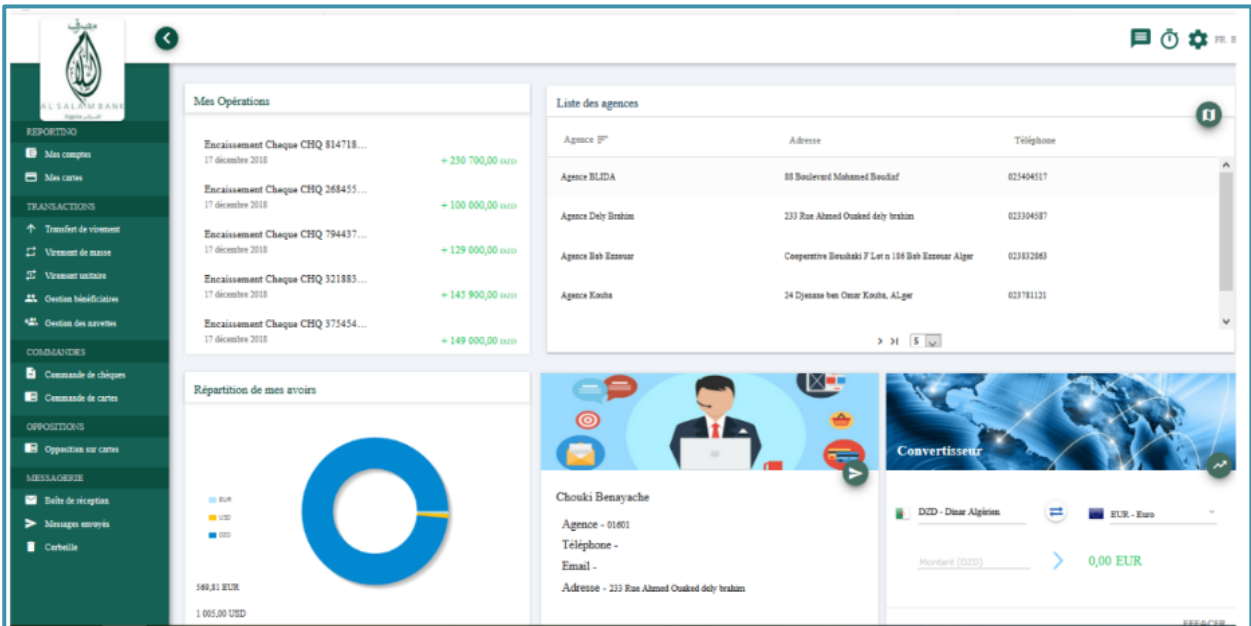 مصرف
AL SALAM BANK
FR
REPORTING
Mes comptes
Mes cartes
TRANSACTIONS
Transfert de virement
Virement de masse
Virement unitaire
Gestion bénéficiaires
Gestion des navettes
COMMANDES
Commande de chèques
Commande de cartes
OPPOSITIONS
Opposition sur cartes
MESSAGERIE
Boîte de réception
Messages envoyés
Corbeille
Mes Opérations
Encaissement Cheque CHQ 814718...
17 décembre 2018 + 230 700,00 DZD
Encaissement Cheque CHQ 268455...
17 décembre 2018 + 100 000,00 DZD
Encaissement Cheque CHQ 794437...
17 décembre 2018 + 129 000,00 DZD
Encaissement Cheque CHQ 321883...
17 décembre 2018 + 145 900,00 DZD
Encaissement Cheque CHQ 375454...
17 décembre 2018 + 149 000,00 DZD
Liste des agences
Agence Adresse Téléphone
Agence BLIDA 88 Boulevard Mohamed Boudiaf 025404517
Agence Dely Brahim 233 Rue Ahmed Ouaked dely brahim 023304587
Agence Bab Ezzouar Cooperative Boushaki F Lot n 186 Bab Ezzouar Alger 023832863
Agence Kouba 24 Djenane ben Omar Kouba, ALger 023781121
5
Répartition de mes avoirs
EUR
USD
DZD
569,81 EUR
1 005,00 USD
Chouki Benayache
Agence - 01601
Téléphone -
Email -
Adresse - 233 Rue Ahmed Ouaked dely brahim
Convertisseur
DZD - Dinar Algérien EUR - Euro
Montant (DZD) 0,00 EUR
EFFACER